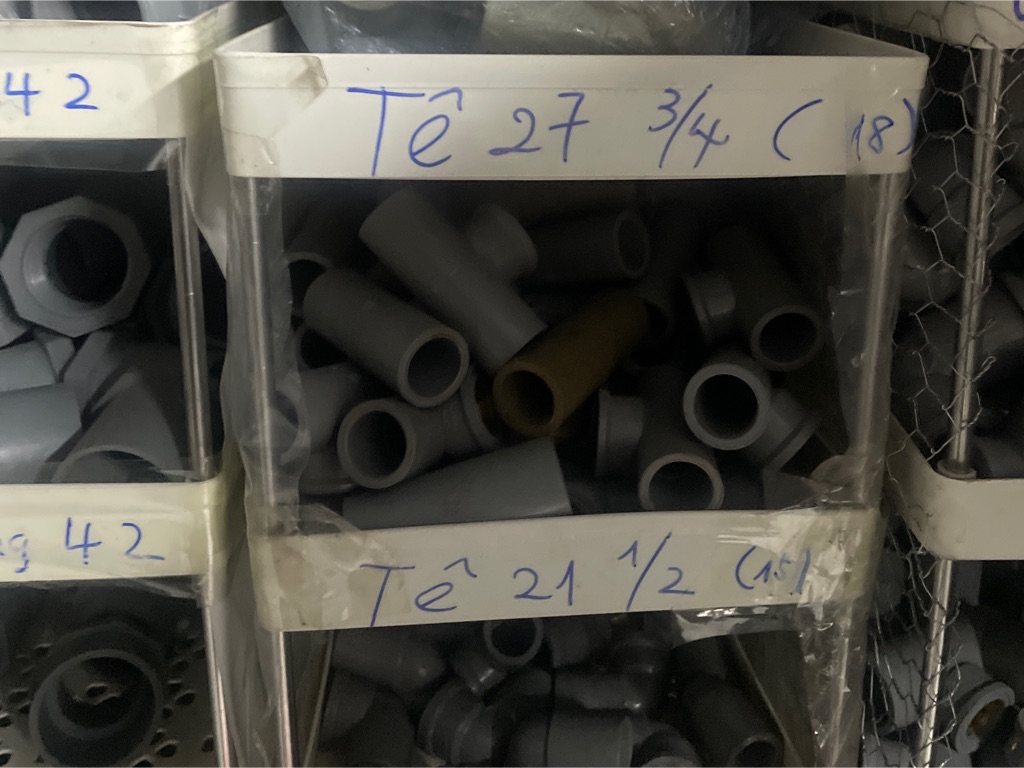 42
Tê 27 3/4 (18)
42
Tê 21 1/2 (15)